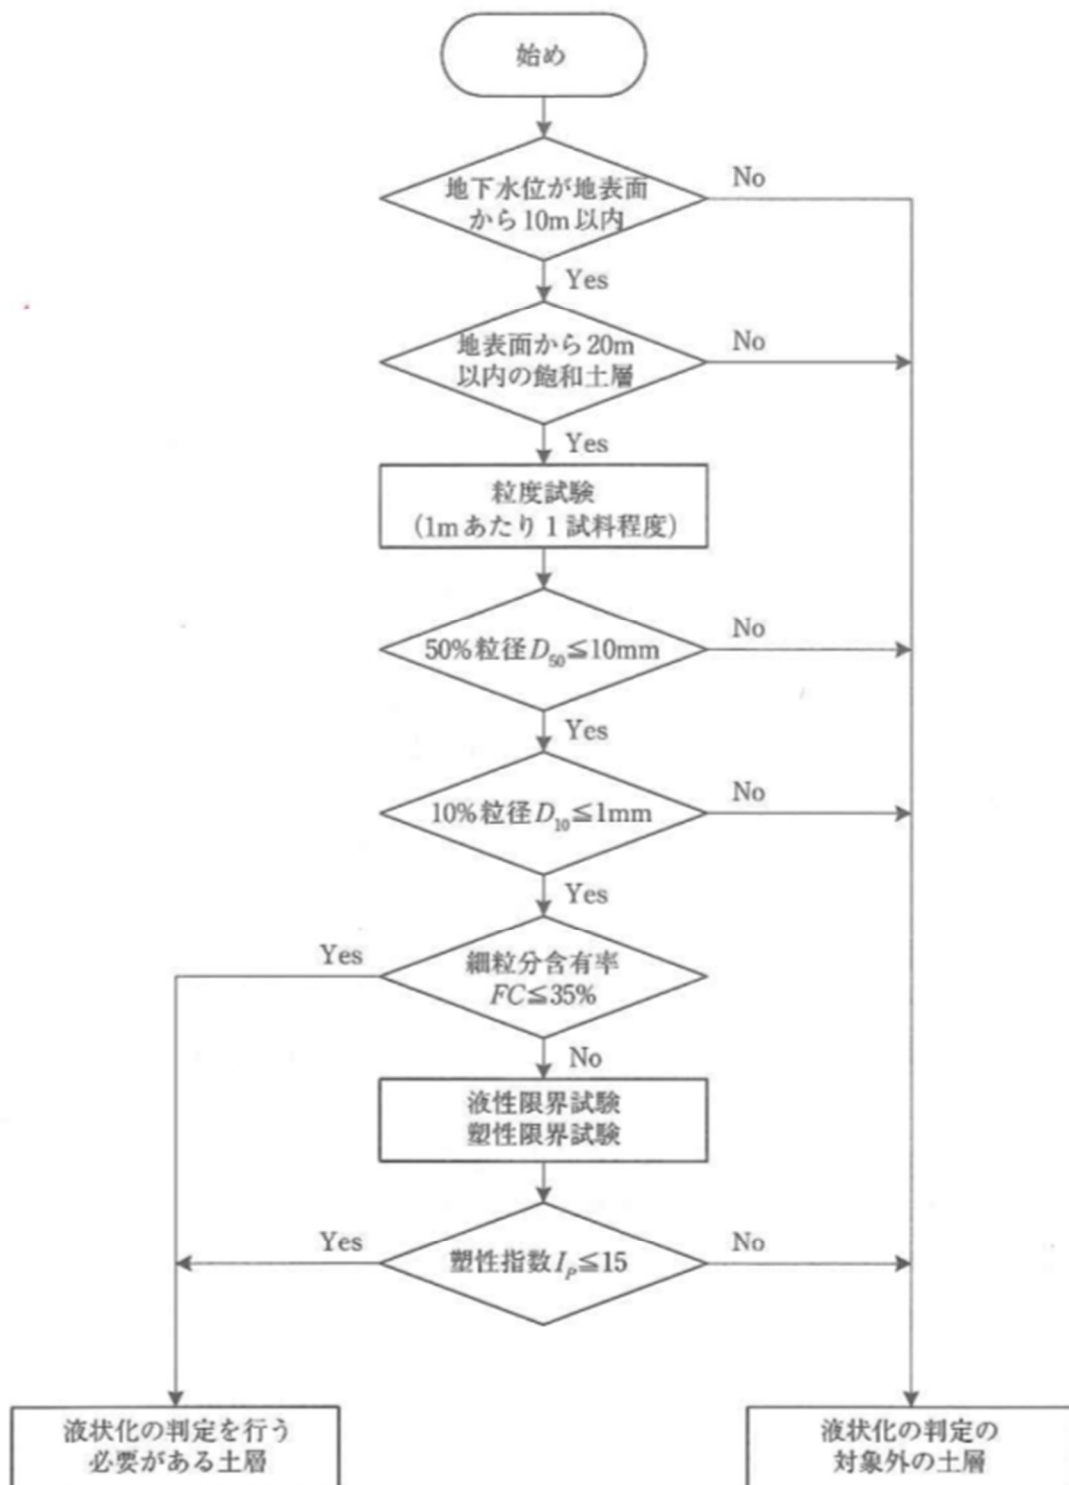 始め
地下水位が地表面
から10m以内
No
Yes
地表面から20m
以内の飽和土層
No
Yes
粒度試験
(1mあたり1試料程度)
50%粒径D50≦10mm
No
Yes
10%粒径D10≦1mm
No
Yes
細粒分含有率
FC≦35%
Yes
No
液性限界試験
塑性限界試験
塑性指数IP≦15
Yes
No
液状化の判定を行う
必要がある土層
液状化の判定の
対象外の土層